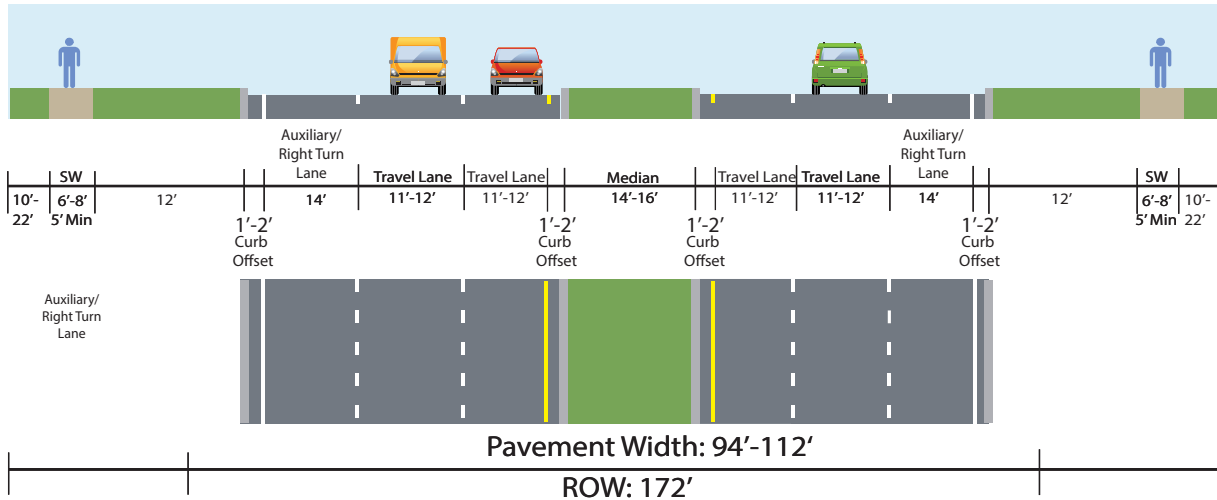 Auxiliary/
Right Turn
Lane
Auxiliary/
Right Turn
Lane
SW
Travel Lane
Travel Lane
Median
Travel Lane
Travel Lane
SW
10'-
22'
6'-8'
5' Min
12'
14'
11'-12'
11'-12'
14'-16'
11'-12'
11'-12'
14'
12'
6'-8'
5' Min
10'-
22'
1'-2'
Curb
Offset
1'-2'
Curb
Offset
1'-2'
Curb
Offset
1'-2'
Curb
Offset
Auxiliary/
Right Turn
Lane
Pavement Width: 94'-112'
ROW: 172'